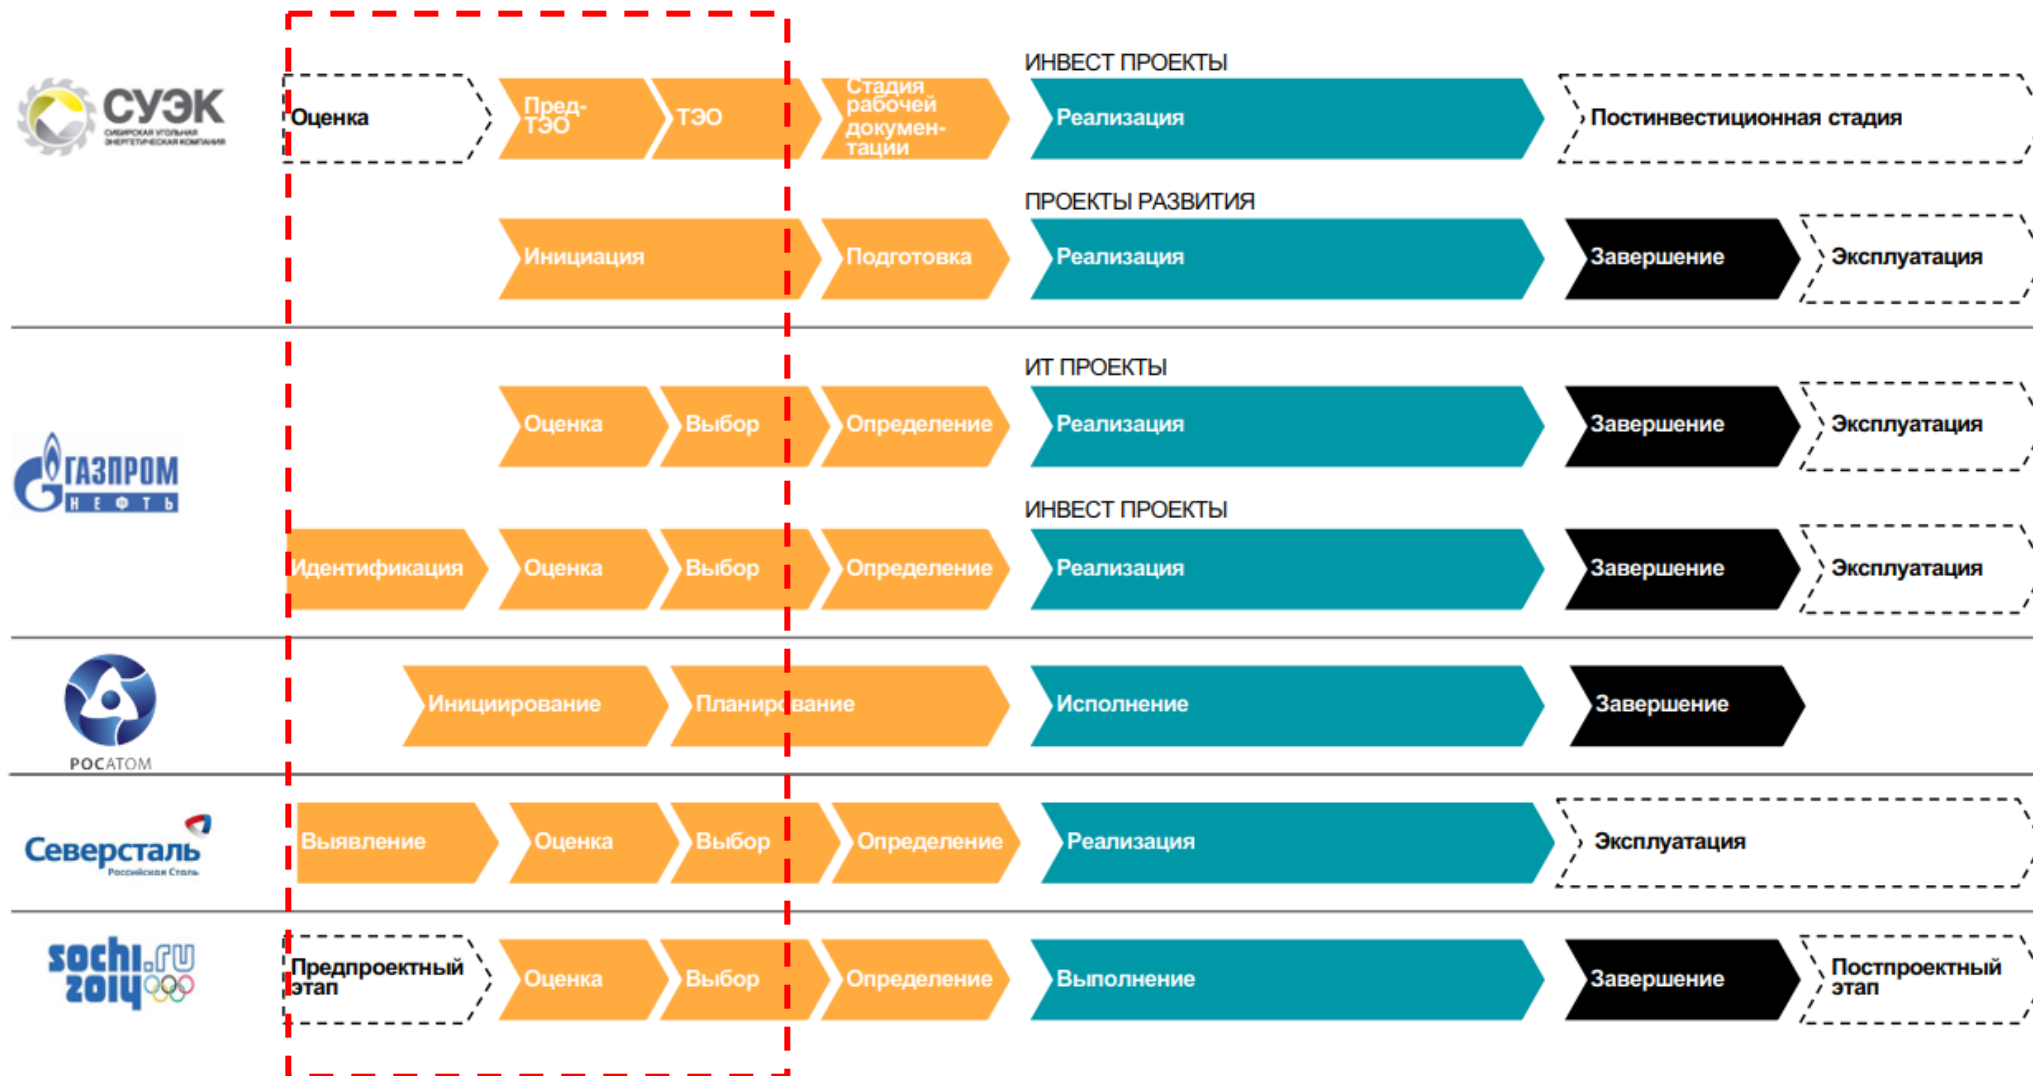 ИНВЕСТ ПРОЕКТЫ
СУЭК
СИБИРСКАЯ УГОЛЬНАЯ
ЭНЕРГЕТИЧЕСКАЯ КОМПАНИЯ
Оценка
Пред-
ТЭО
ТЭО
Стадия
рабочей
докумен-
тации
Реализация
Постинвестиционная стадия
ПРОЕКТЫ РАЗВИТИЯ
Инициация
Подготовка
Реализация
Завершение
Эксплуатация
ИТ ПРОЕКТЫ
ГАЗПРОМ
НЕФТЬ
Оценка
Выбор
Определение
Реализация
Завершение
Эксплуатация
ИНВЕСТ ПРОЕКТЫ
Идентификация
Оценка
Выбор
Определение
Реализация
Завершение
Эксплуатация
РОСАТОМ
Инициирование
Планирование
Исполнение
Завершение
Северсталь
Российская Сталь
Выявление
Оценка
Выбор
Определение
Реализация
Эксплуатация
sochi.ru
2014
Предпроектный
этап
Оценка
Выбор
Определение
Выполнение
Завершение
Постпроектный
этап